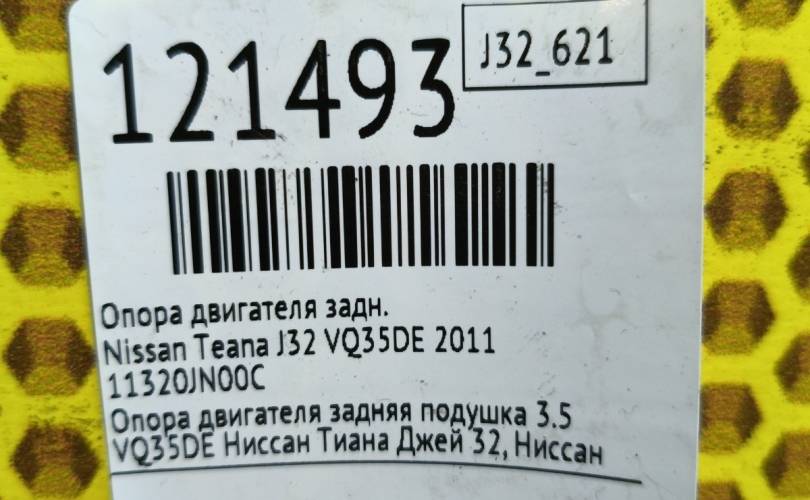 121493
J32_621
Опора двигателя задн.
Nissan Teana J32 VQ35DE 2011
11320JN00C
Опора двигателя задняя подушка 3.5
VQ35DE Ниссан Тиана Джей 32, Ниссан